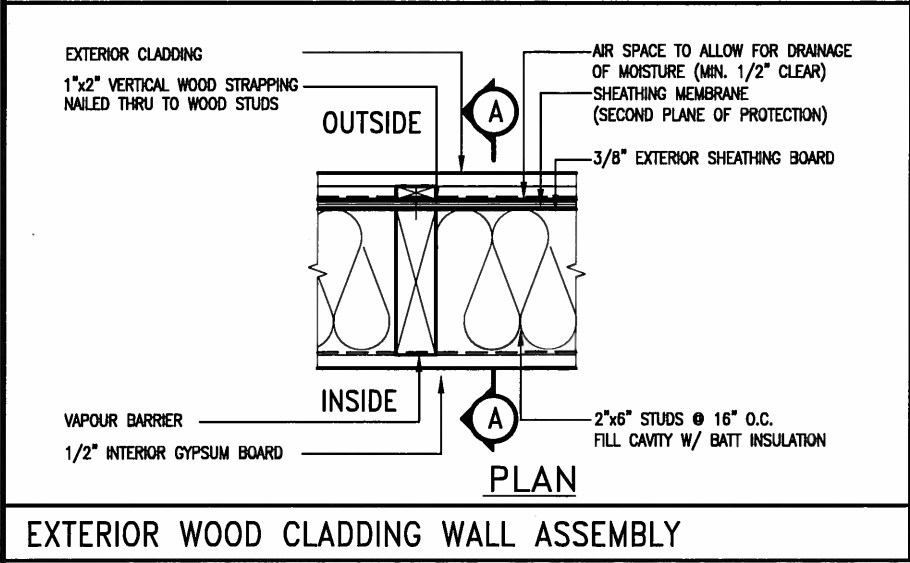 EXTERIOR CLADDING
1"x2" VERTICAL WOOD STRAPPING
NAILED THRU TO WOOD STUDS
OUTSIDE
A
AIR SPACE TO ALLOW FOR DRAINAGE
OF MOISTURE (MIN. 1/2" CLEAR)
SHEATHING MEMBRANE
(SECOND PLANE OF PROTECTION)
3/8" EXTERIOR SHEATHING BOARD
INSIDE
VAPOUR BARRIER
1/2" INTERIOR GYPSUM BOARD
A
2"x6" STUDS @ 16" O.C.
FILL CAVITY W/ BATT INSULATION
PLAN
EXTERIOR WOOD CLADDING WALL ASSEMBLY